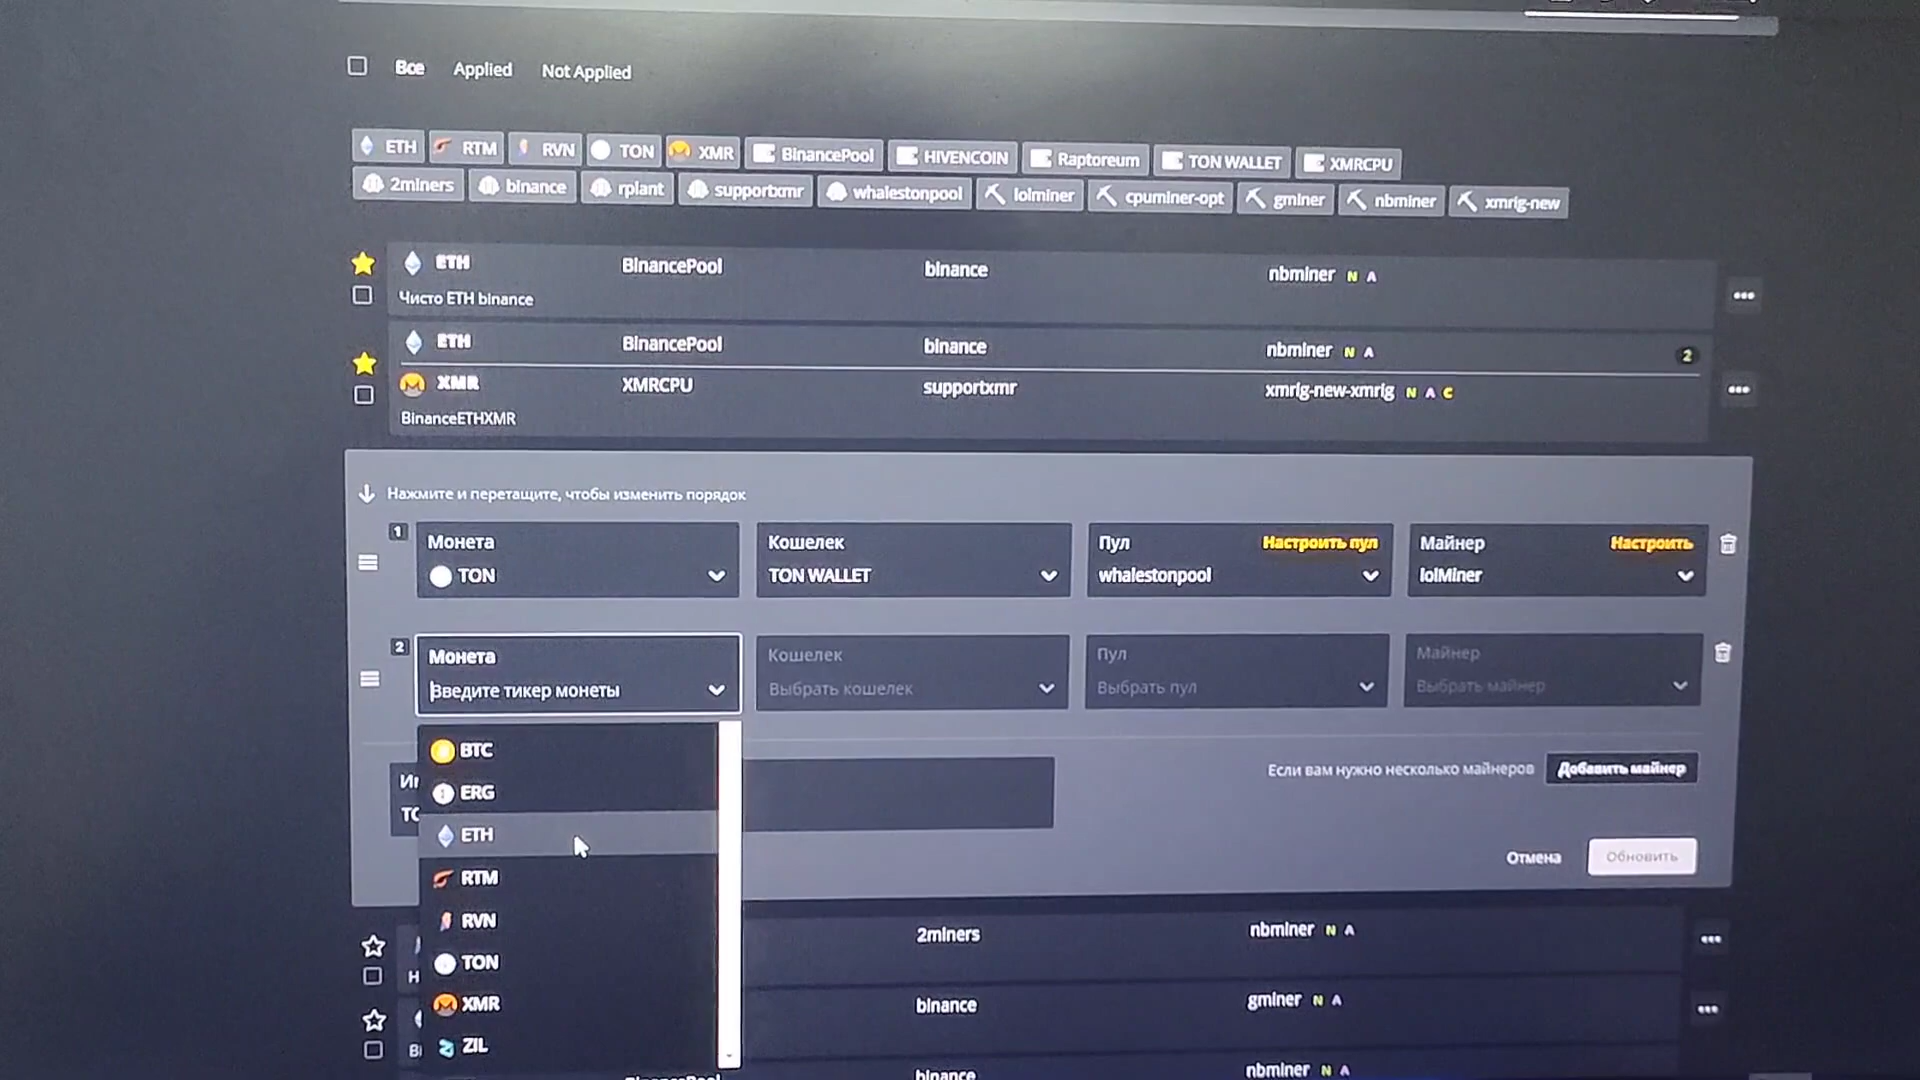 Все Applied Not Applied
ETH RTM RVN TON XMR BinancePool HIVENCOIN Raptoreum TON WALLET XMRCPU
2miners binance rplant supportxmr whalestonpool lolminer cpuminer-opt gminer nbminer xmrig-new
ETH BinancePool binance nbminer N A
Чисто ETH binance
ETH BinancePool binance nbminer N A 2
XMR XMRCPU supportxmr xmrig-new-xmrig N A C
BinanceETHXMR
Нажмите и перетащите, чтобы изменить порядок
1 Монета Кошелек Пул Настроить пул Майнер Настроить
TON TON WALLET whalestonpool lolMiner
2 Монета Кошелек Пул Майнер
Введите тикер монеты Выбрать кошелек Выбрать пул Выбрать майнер
BTC
Если вам нужно несколько майнеров Добавить майнер
ERG
ETH
Отмена Обновить
RTM
RVN 2miners nbminer N A
TON
XMR binance gminer N A
ZIL
BinancePool binance nbminer N A